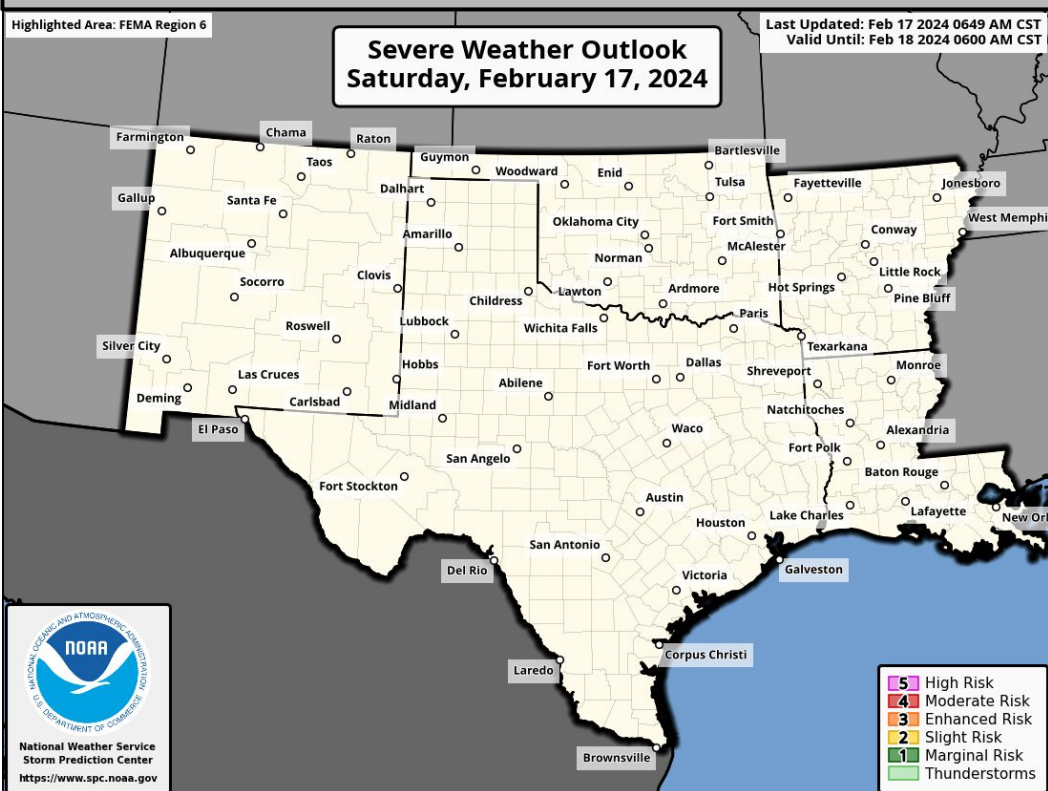 Highlighted Area: FEMA Region 6
Last Updated: Feb 17 2024 0649 AM CST
Valid Until: Feb 18 2024 0600 AM CST
Severe Weather Outlook
Saturday, February 17, 2024
Farmington
Chama
Raton
Taos
Guymon
Woodward
Enid
Bartlesville
Tulsa
Fayetteville
Jonesboro
Gallup
Santa Fe
Dalhart
Oklahoma City
Fort Smith
West Memphi
Albuquerque
Amarillo
Norman
McAlester
Conway
Socorro
Clovis
Childress
Lawton
Ardmore
Hot Springs
Little Rock
Pine Bluff
Roswell
Lubbock
Wichita Falls
Paris
Texarkana
Silver City
Las Cruces
Hobbs
Abilene
Fort Worth
Dallas
Shreveport
Monroe
Deming
Carlsbad
Midland
Natchitoches
El Paso
Waco
Alexandria
San Angelo
Fort Polk
Fort Stockton
Baton Rouge
Austin
Houston
Lake Charles
Lafayette
New Orl
San Antonio
Del Rio
Galveston
Victoria
Corpus Christi
Laredo
Brownsville
NATIONAL OCEANIC AND ATMOSPHERIC ADMINISTRATION
NOAA
U.S. DEPARTMENT OF COMMERCE
National Weather Service
Storm Prediction Center
https://www.spc.noaa.gov
5 High Risk
4 Moderate Risk
3 Enhanced Risk
2 Slight Risk
1 Marginal Risk
Thunderstorms